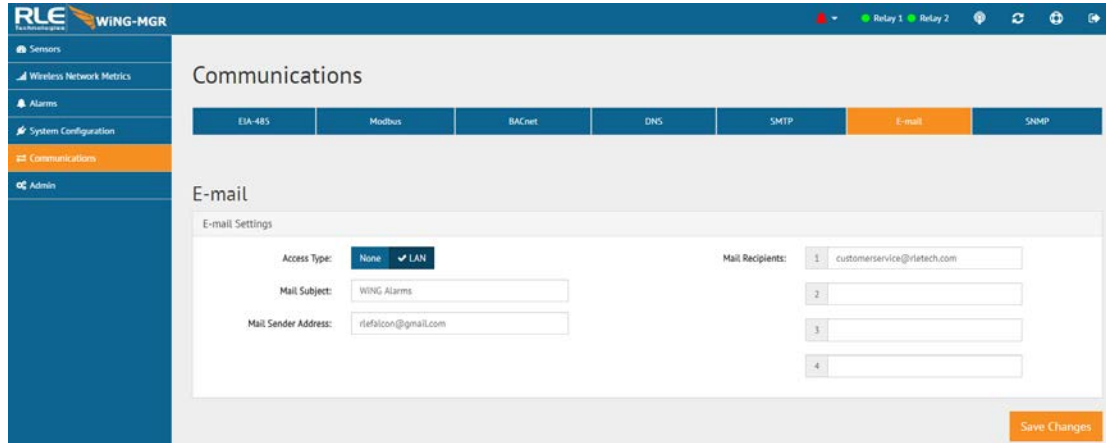 RLE WiNG-MGR
Technologies
Relay 1 Relay 2
Sensors
Wireless Network Metrics
Alarms
System Configuration
Communications
Admin
Communications
EIA-485 Modbus BACnet DNS SMTP E-mail SNMP
E-mail
E-mail Settings
Access Type: None LAN
Mail Subject: WiNG Alarms
Mail Sender Address: rlefalcon@gmail.com
Mail Recipients: 1 customerservice@rletech.com
2
3
4
Save Changes